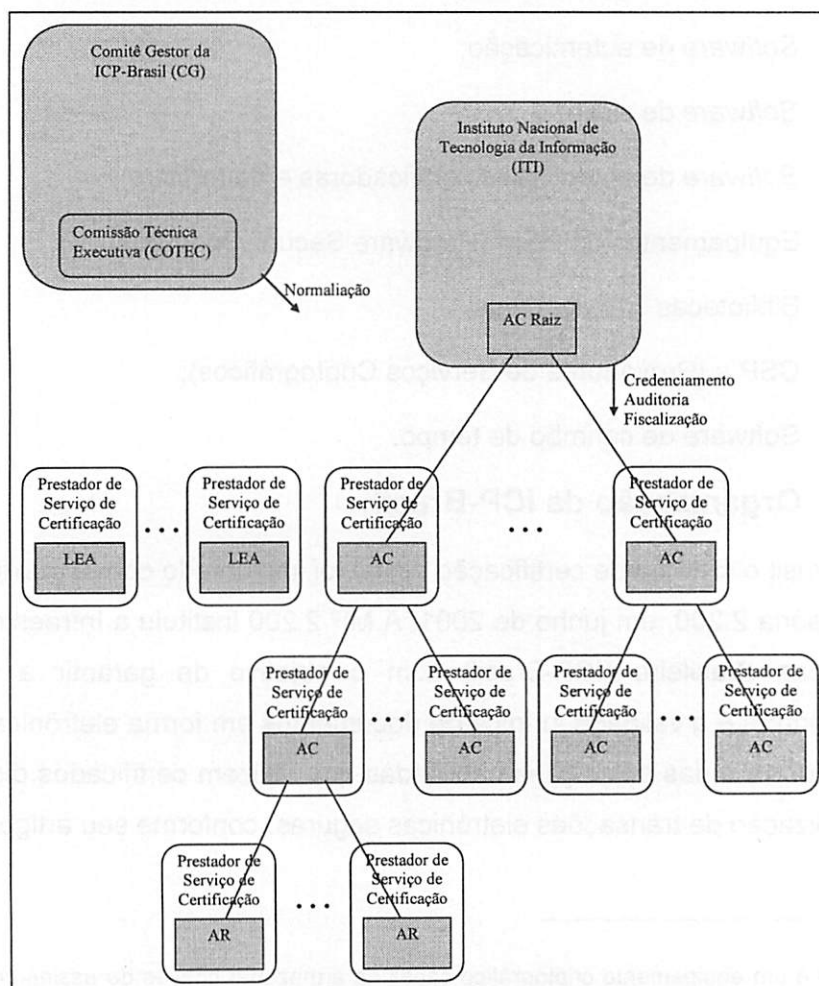 Comitê Gestor da
ICP-Brasil (CG)
Instituto Nacional de
Tecnologia da Informação
(ITI)
Comissão Técnica
Executiva (COTEC)
Normaliação
AC Raiz
Credenciamento
Auditoria
Fiscalização
Prestador de
Serviço de
Certificação
LEA
...
Prestador de
Serviço de
Certificação
LEA
Prestador de
Serviço de
Certificação
AC
...
Prestador de
Serviço de
Certificação
AC
Prestador de
Serviço de
Certificação
AC
...
Prestador de
Serviço de
Certificação
AC
Prestador de
Serviço de
Certificação
AC
...
Prestador de
Serviço de
Certificação
AC
Prestador de
Serviço de
Certificação
AR
...
Prestador de
Serviço de
Certificação
AR